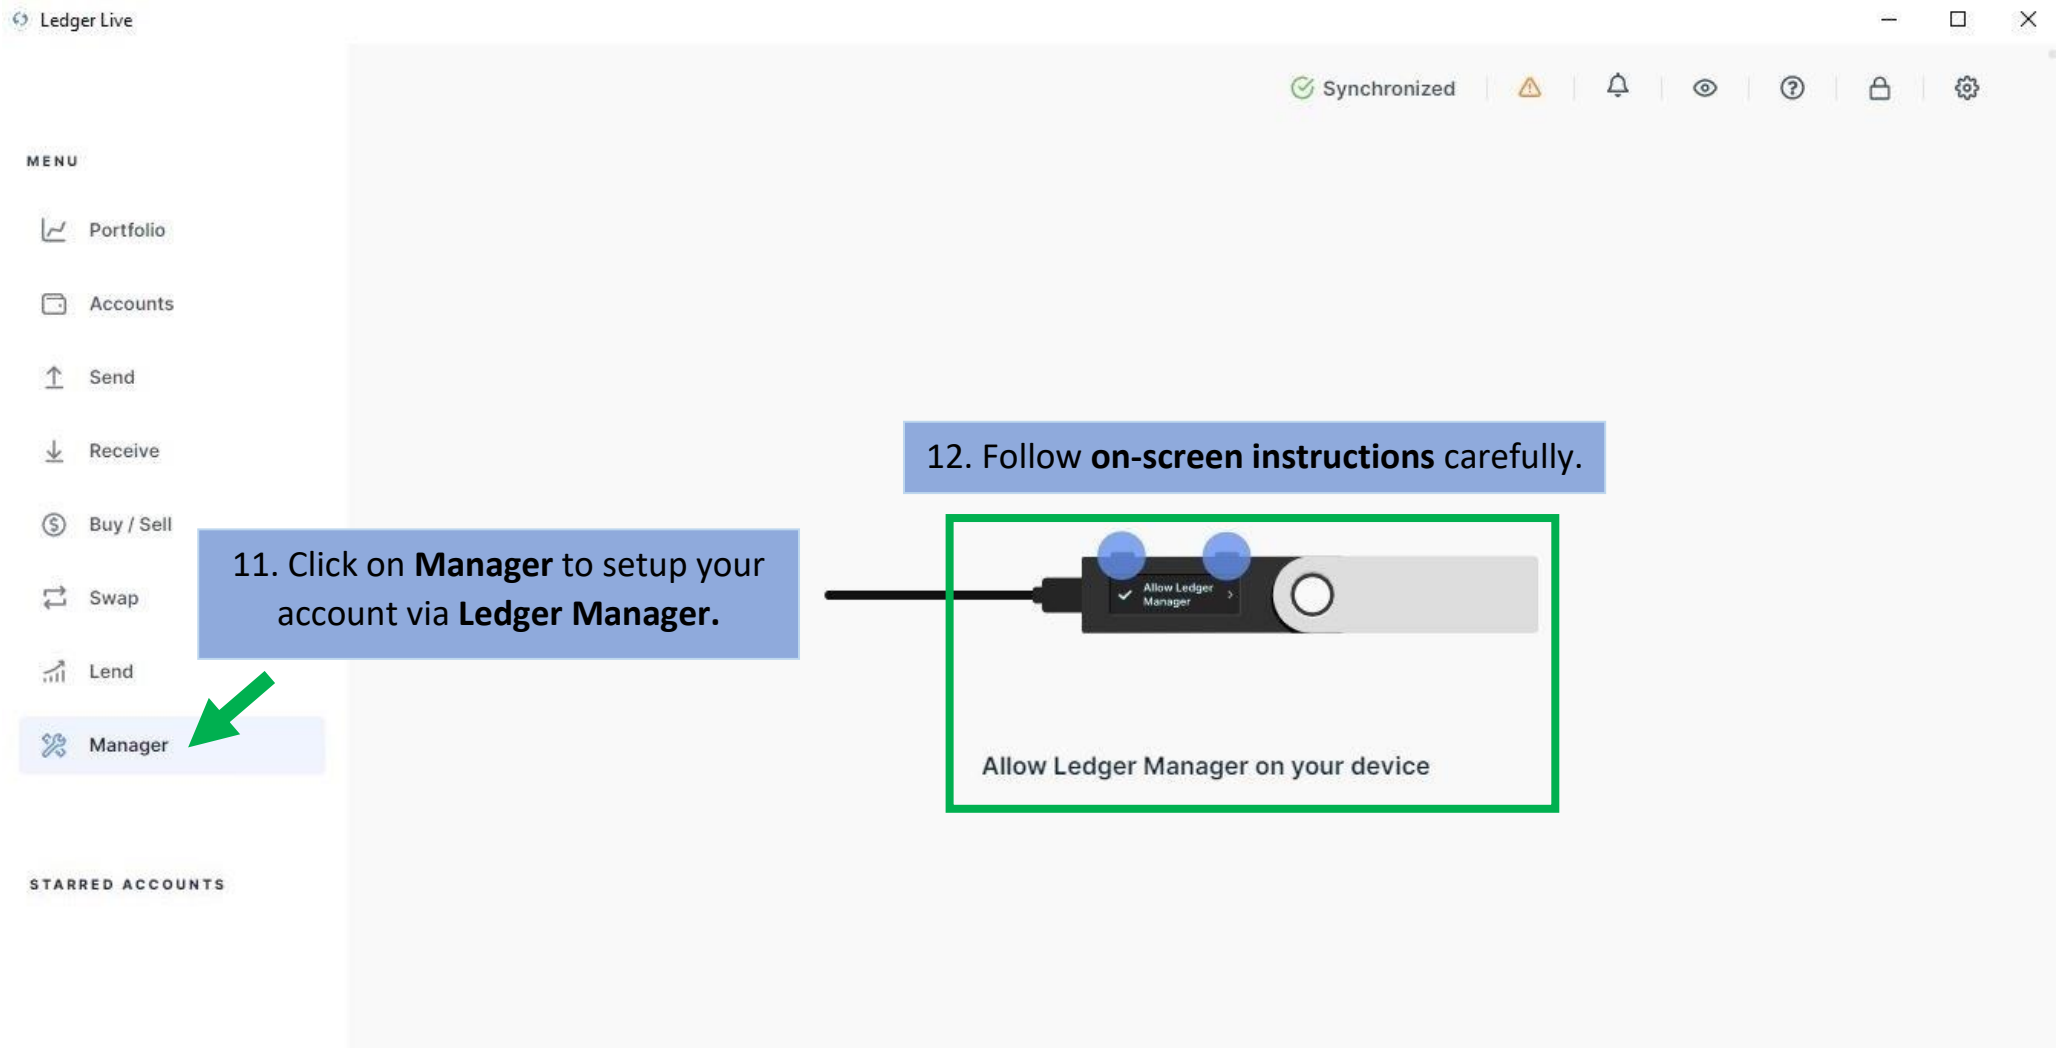 Ledger Live
Synchronized
MENU
Portfolio
Accounts
Send
Receive
Buy / Sell
Swap
Lend
Manager
STARRED ACCOUNTS
11. Click on Manager to setup your
account via Ledger Manager.
12. Follow on-screen instructions carefully.
Allow Ledger
Manager
Allow Ledger Manager on your device